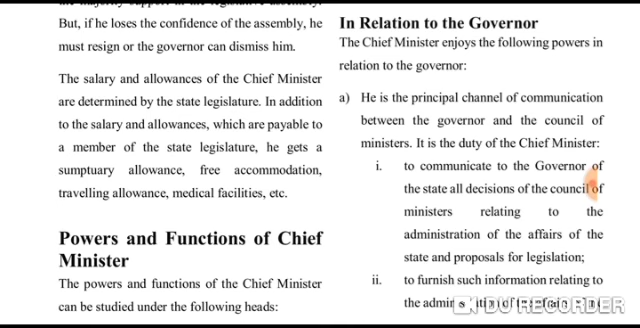 the majority support in the legislative assembly.
But, if he loses the confidence of the assembly, he
must resign or the governor can dismiss him.
The salary and allowances of the Chief Minister
are determined by the state legislature. In addition
to the salary and allowances, which are payable to
a member of the state legislature, he gets a
sumptuary allowance, free accommodation,
travelling allowance, medical facilities, etc.
Powers and Functions of Chief
Minister
The powers and functions of the Chief Minister
can be studied under the following heads:
In Relation to the Governor
The Chief Minister enjoys the following powers in
relation to the governor:
a) He is the principal channel of communication
between the governor and the council of
ministers. It is the duty of the Chief Minister:
i. to communicate to the Governor of
the state all decisions of the council of
ministers relating to the
administration of the affairs of the
state and proposals for legislation;
ii. to furnish such information relating to
the
DU RECORDER